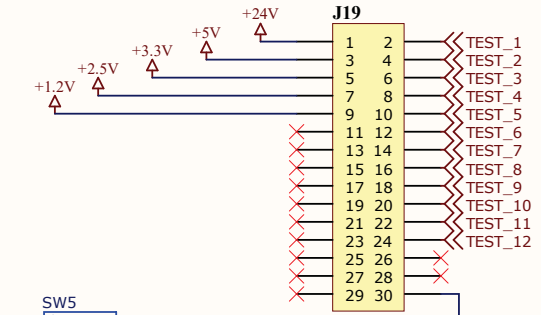 +24V
J19
+5V
+3.3V
+2.5V
+1.2V
1 2 TEST_1
3 4 TEST_2
5 6 TEST_3
7 8 TEST_4
9 10 TEST_5
11 12 TEST_6
13 14 TEST_7
15 16 TEST_8
17 18 TEST_9
19 20 TEST_10
21 22 TEST_11
23 24 TEST_12
25 26
27 28
29 30
SW5